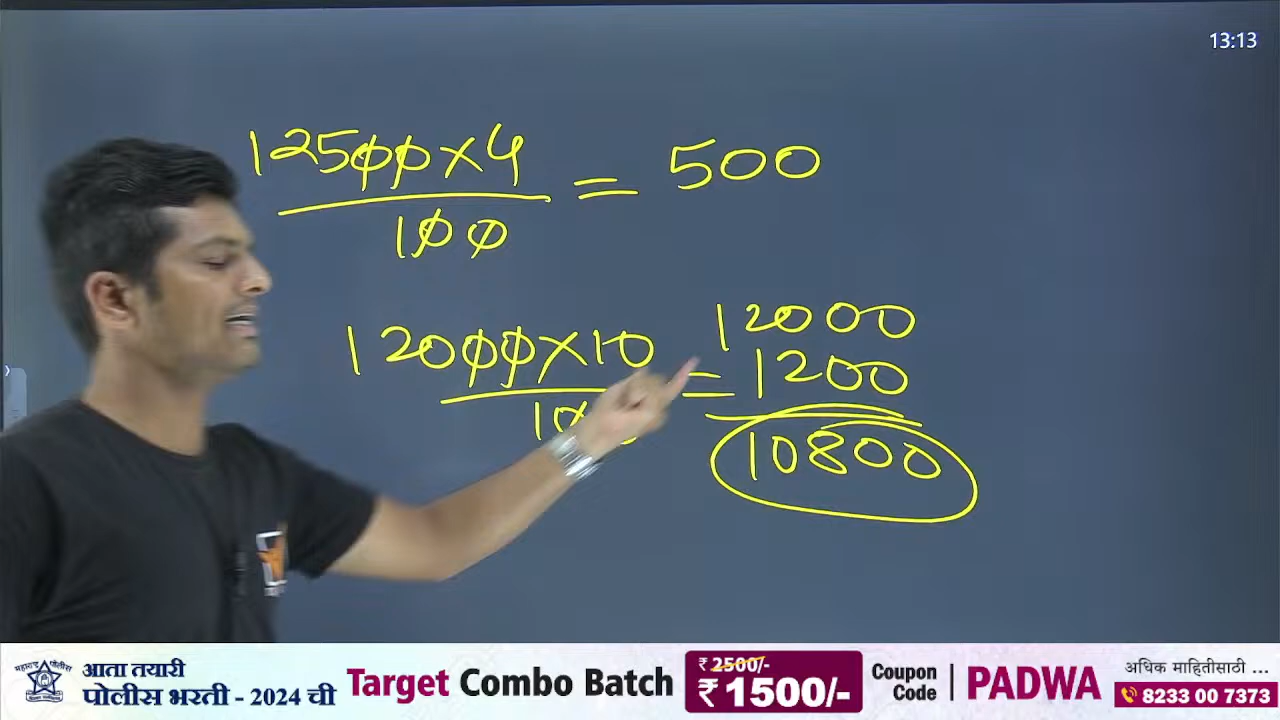 13:13
12500×4
100
= 500
12000×10
= 12000
1200
10800
महाराष्ट्र पोलीस
आता तयारी
पोलीस भरती - 2024 ची
Target Combo Batch
₹ 2500/-
₹ 1500/-
Coupon
Code
PADWA
अधिक माहितीसाठी ...
8233 00 7373